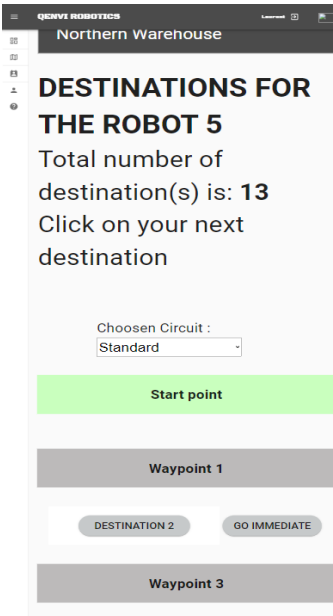 QENVI ROBOTICS
Northern Warehouse
DESTINATIONS FOR
THE ROBOT 5
Total number of
destination(s) is: 13
Click on your next
destination
Choosen Circuit :
Standard
Start point
Waypoint 1
DESTINATION 2 GO IMMEDIATE
Waypoint 3